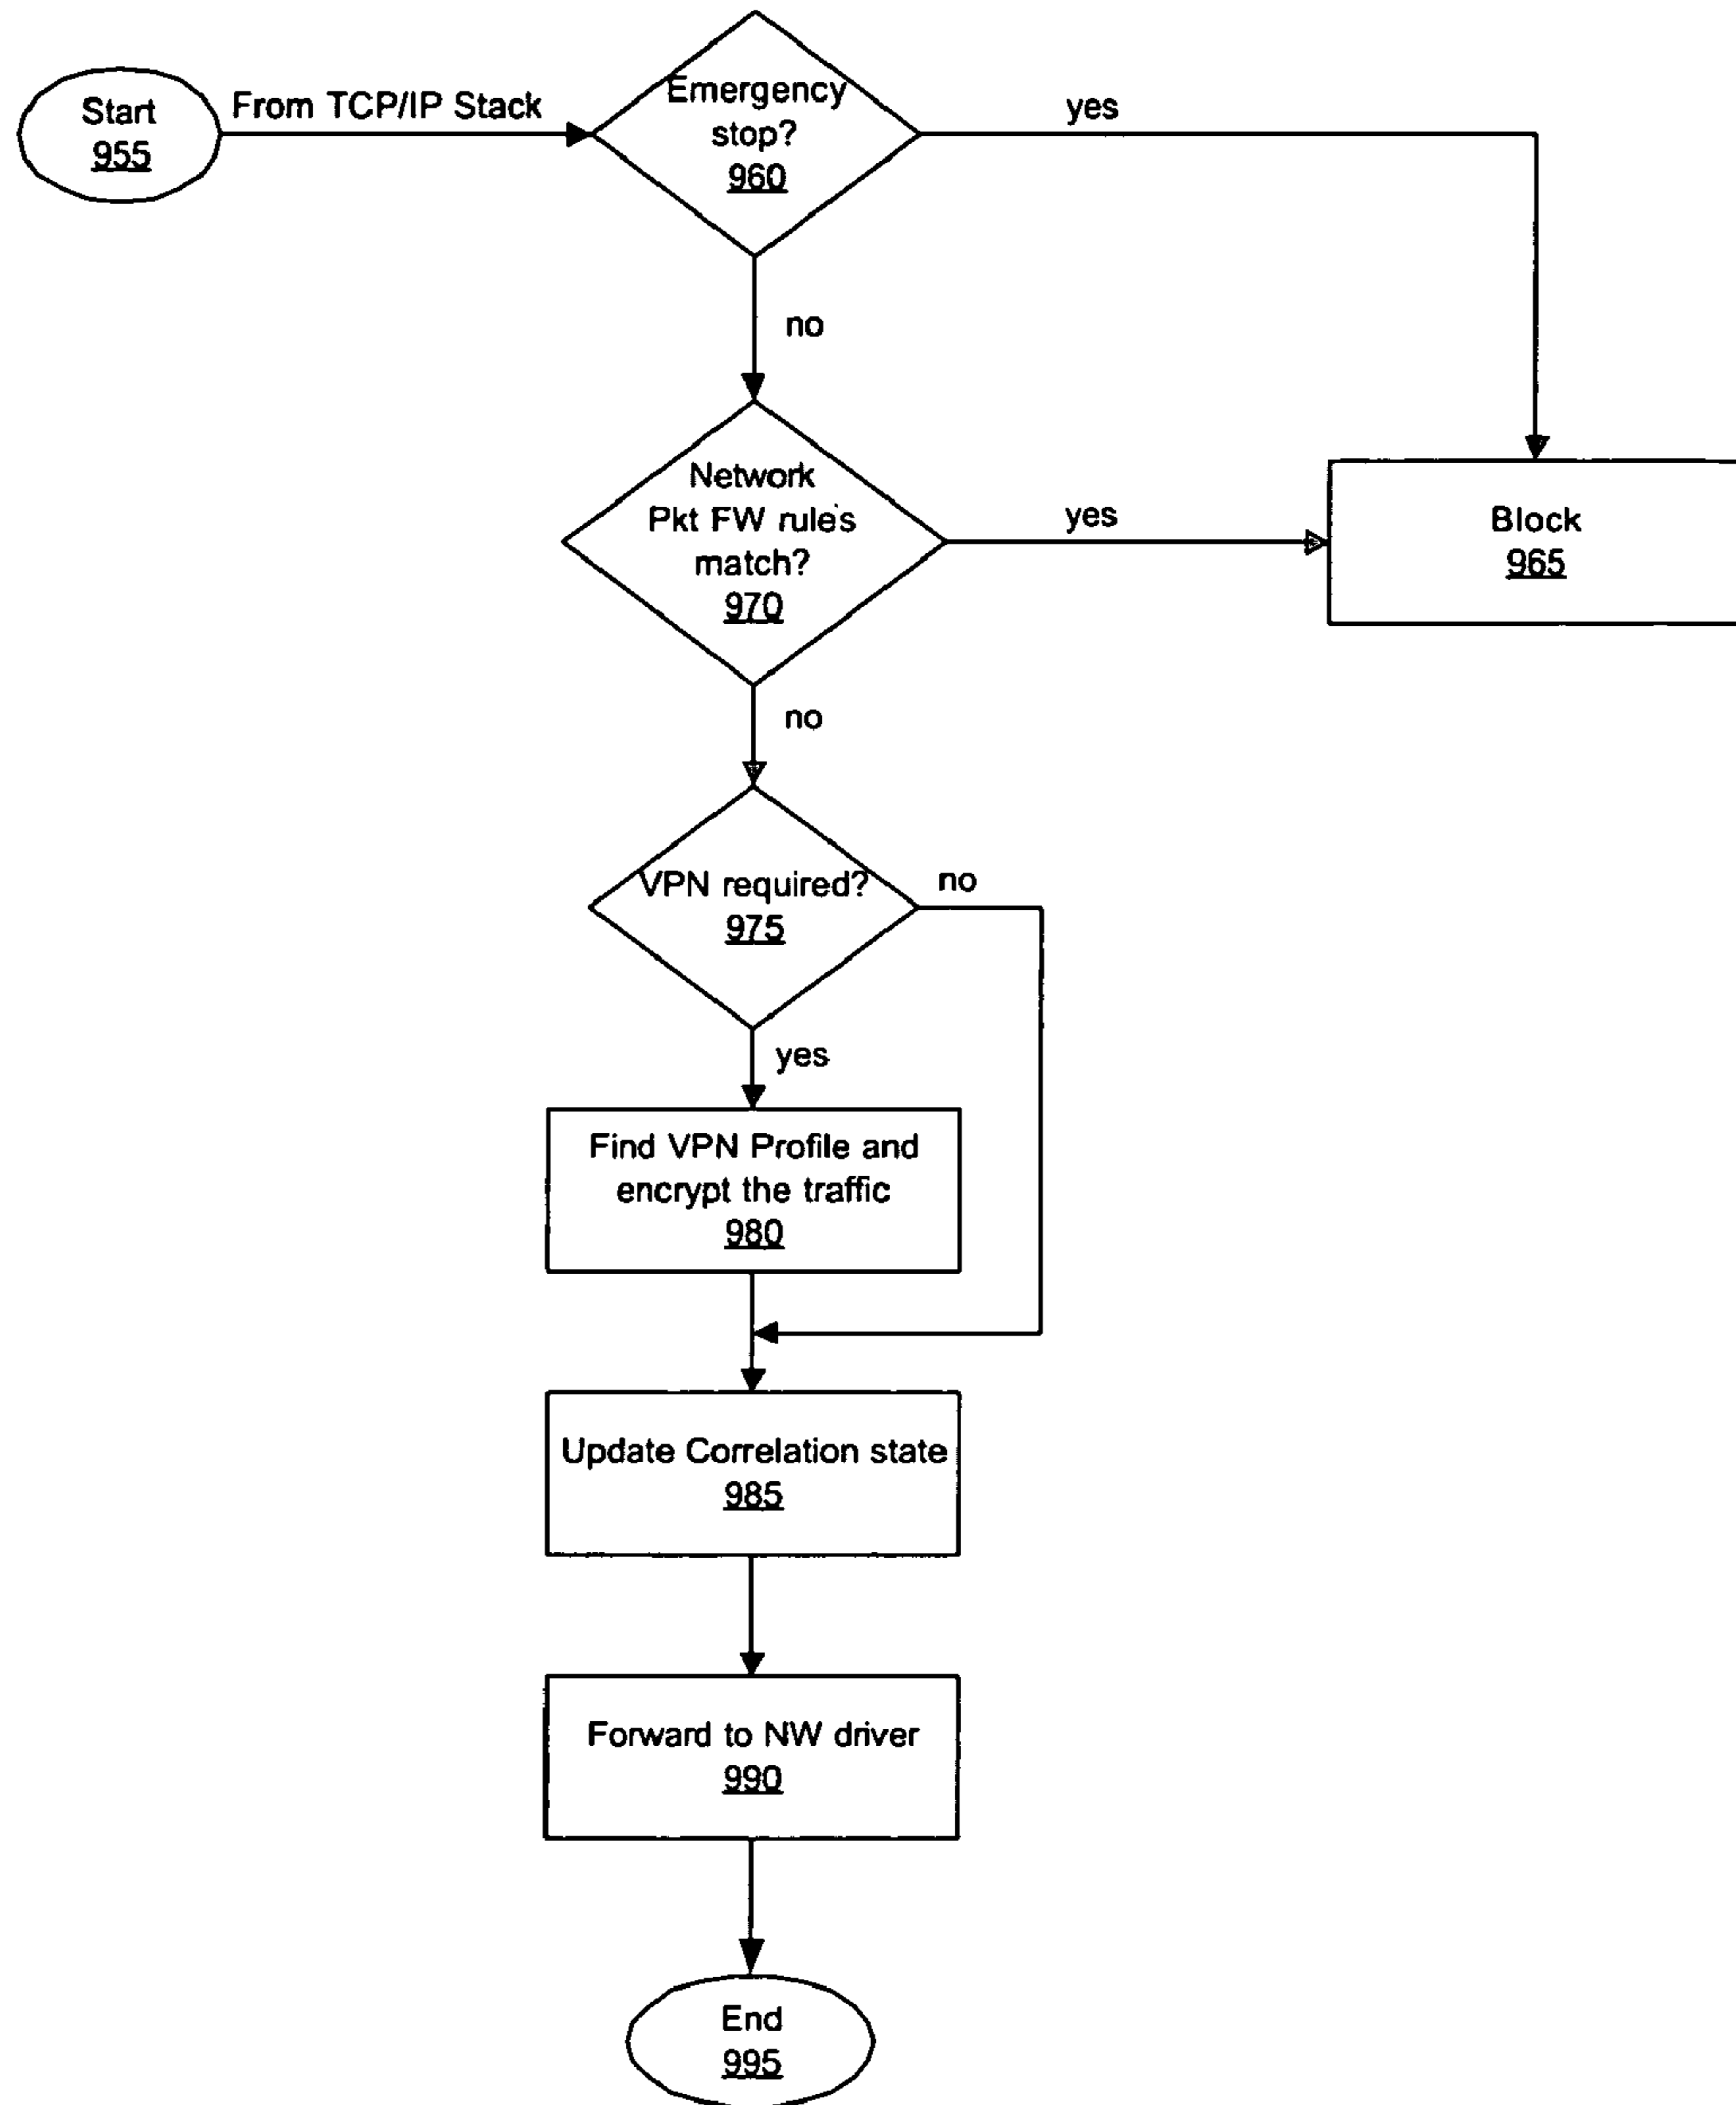 Start
955
From TCP/IP Stack
Emergency
stop?
960
yes
no
Network
Pkt FW rules
match?
970
yes
Block
965
no
VPN required?
975
no
yes
Find VPN Profile and
encrypt the traffic
980
Update Correlation state
985
Forward to NW driver
990
End
995